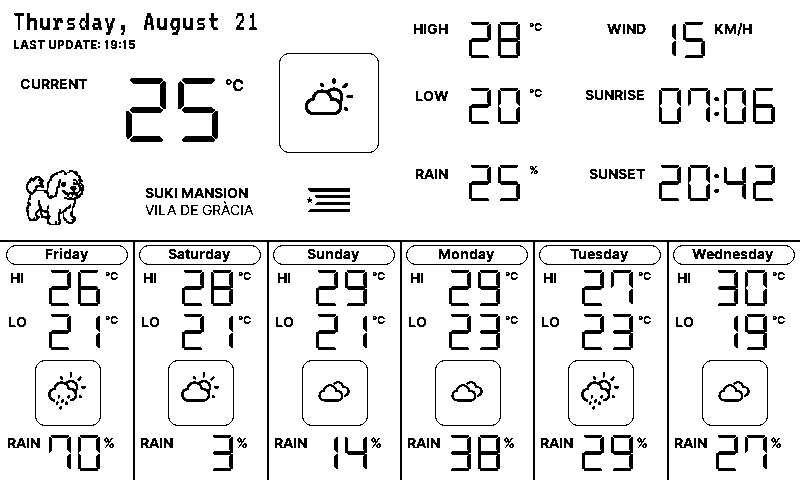 Thursday, August 21
LAST UPDATE: 19:15
CURRENT 25 °C
HIGH 28 °C
WIND 15 KM/H
LOW 20 °C
SUNRISE 07:06
RAIN 25 %
SUNSET 20:42
SUKI MANSION
VILA DE GRÀCIA
Friday
HI 26 °C
LO 21 °C
RAIN 70 %
Saturday
HI 28 °C
LO 21 °C
RAIN 3 %
Sunday
HI 29 °C
LO 21 °C
RAIN 14 %
Monday
HI 29 °C
LO 23 °C
RAIN 38 %
Tuesday
HI 27 °C
LO 23 °C
RAIN 29 %
Wednesday
HI 30 °C
LO 19 °C
RAIN 27 %